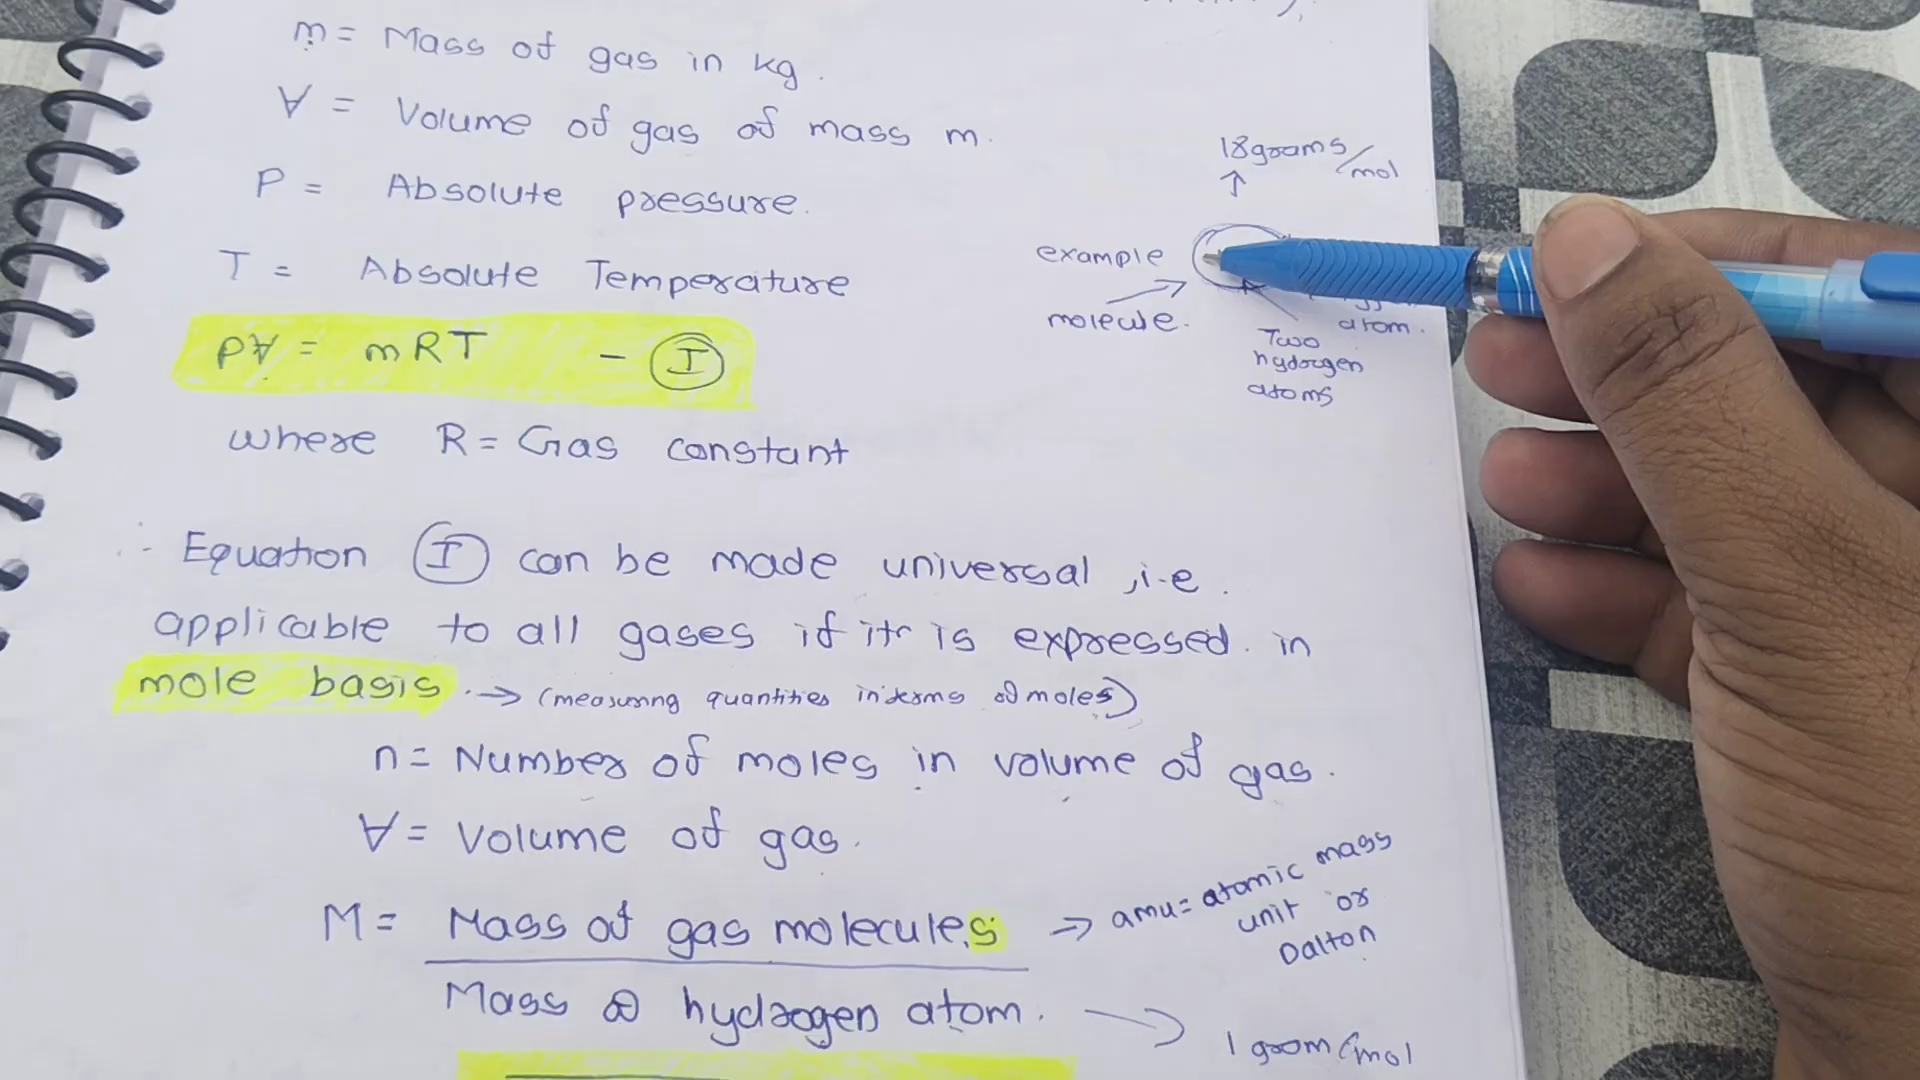 m = Mass of gas in kg.
∀ = Volume of gas of mass m.
P = Absolute pressure.
T = Absolute Temperature
P∀ = mRT - I
where R = Gas constant
18grams/mol
↑
example
molecule.
atom.
Two
hydrogen
atoms
∴ Equation I can be made universal, i.e.
applicable to all gases if it is expressed in
mole basis. → (measuring quantities in terms of moles)
n = Number of moles in volume of gas.
∀ = Volume of gas.
M = Mass of gas molecules
Mass of hydrogen atom.
→ amu = atomic mass
unit or
Dalton
→ 1 gram/mol